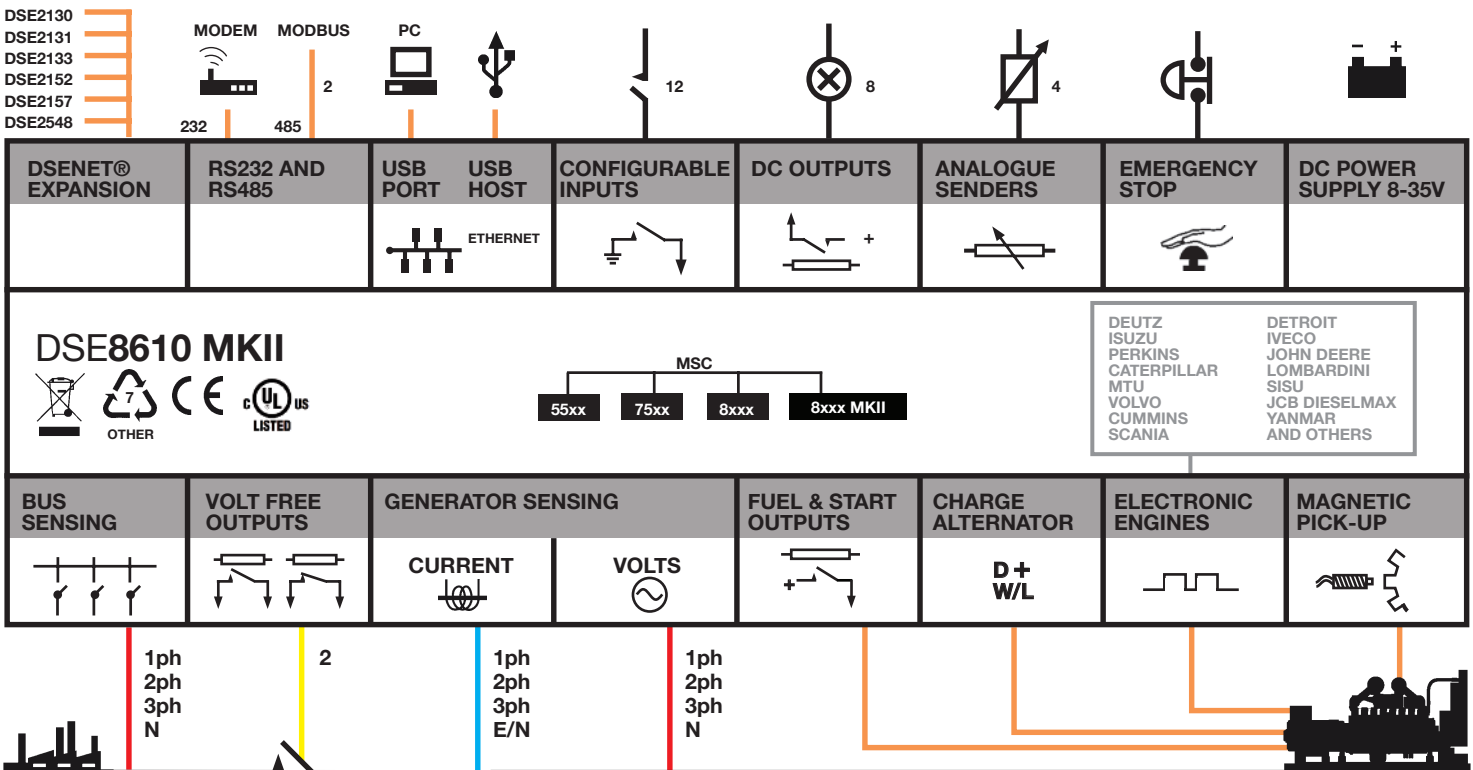 DSE2130
DSE2131
DSE2133
DSE2152
DSE2157
DSE2548
MODEM
MODBUS
PC
2
12
8
4
- +
232
485
DSENET®
EXPANSION
RS232 AND
RS485
USB
PORT
USB
HOST
CONFIGURABLE
INPUTS
DC OUTPUTS
ANALOGUE
SENDERS
EMERGENCY
STOP
DC POWER
SUPPLY 8-35V
ETHERNET
+
DSE8610 MKII
7
OTHER
CE
c UL us
LISTED
MSC
55xx
75xx
8xxx
8xxx MKII
DEUTZ
ISUZU
PERKINS
CATERPILLAR
MTU
VOLVO
CUMMINS
SCANIA
DETROIT
IVECO
JOHN DEERE
LOMBARDINI
SISU
JCB DIESELMAX
YANMAR
AND OTHERS
BUS
SENSING
VOLT FREE
OUTPUTS
GENERATOR SENSING
FUEL & START
OUTPUTS
CHARGE
ALTERNATOR
ELECTRONIC
ENGINES
MAGNETIC
PICK-UP
CURRENT
VOLTS
+
D+
W/L
1ph
2ph
3ph
N
2
1ph
2ph
3ph
E/N
1ph
2ph
3ph
N